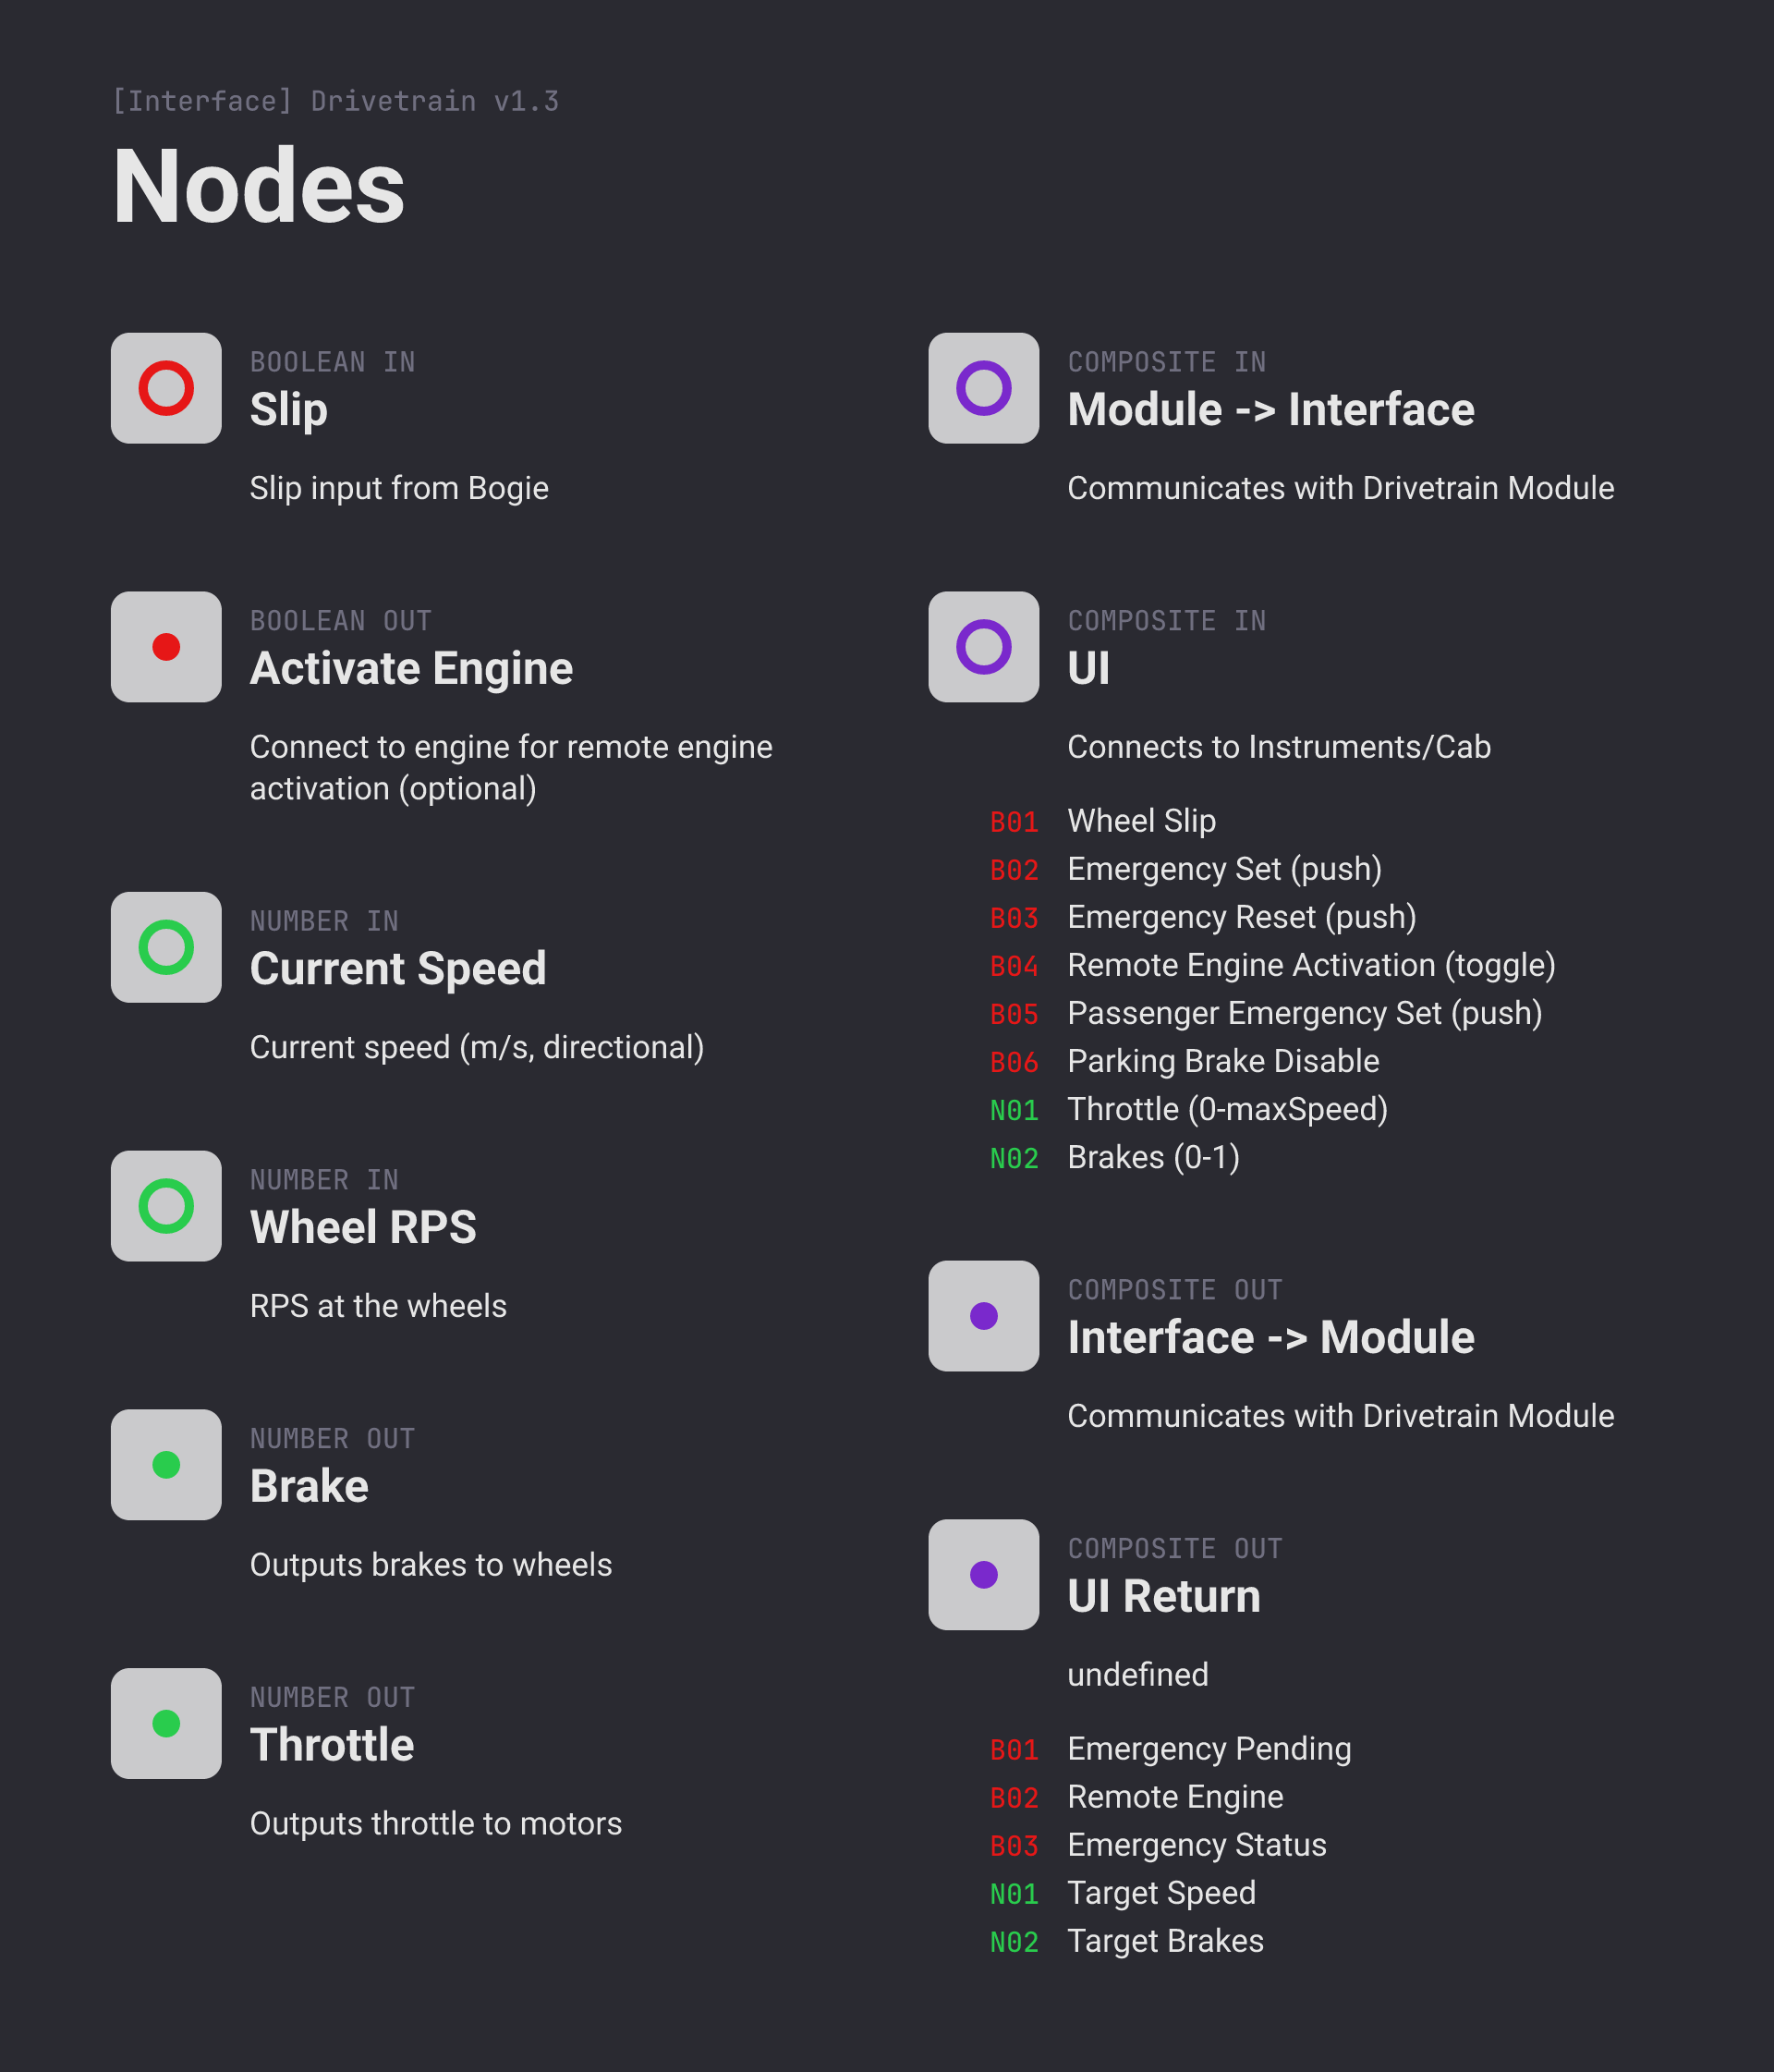 [Interface] Drivetrain v1.3
Nodes
BOOLEAN IN
Slip
Slip input from Bogie
BOOLEAN OUT
Activate Engine
Connect to engine for remote engine
activation (optional)
NUMBER IN
Current Speed
Current speed (m/s, directional)
NUMBER IN
Wheel RPS
RPS at the wheels
NUMBER OUT
Brake
Outputs brakes to wheels
NUMBER OUT
Throttle
Outputs throttle to motors
COMPOSITE IN
Module -> Interface
Communicates with Drivetrain Module
COMPOSITE IN
UI
Connects to Instruments/Cab
B01 Wheel Slip
B02 Emergency Set (push)
B03 Emergency Reset (push)
B04 Remote Engine Activation (toggle)
B05 Passenger Emergency Set (push)
B06 Parking Brake Disable
N01 Throttle (0-maxSpeed)
N02 Brakes (0-1)
COMPOSITE OUT
Interface -> Module
Communicates with Drivetrain Module
COMPOSITE OUT
UI Return
undefined
B01 Emergency Pending
B02 Remote Engine
B03 Emergency Status
N01 Target Speed
N02 Target Brakes